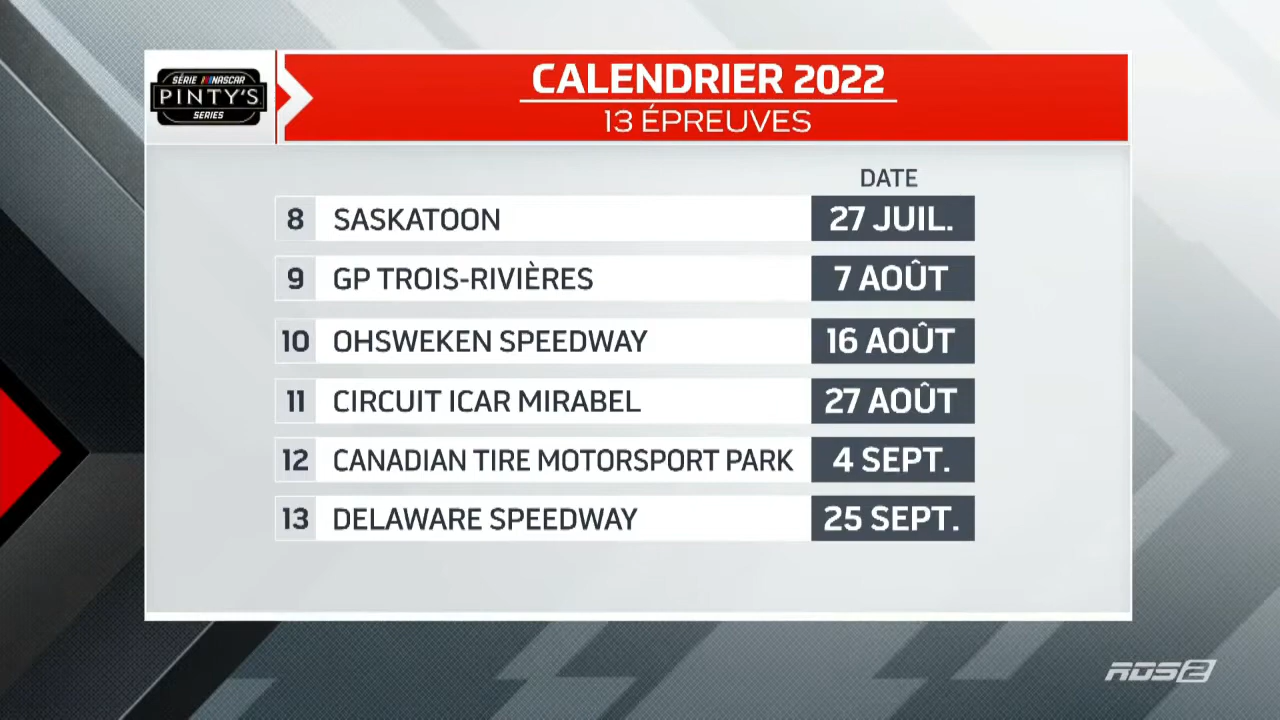 SÉRIE NASCAR
PINTY'S
SERIES
CALENDRIER 2022
13 ÉPREUVES
DATE
8 SASKATOON 27 JUIL.
9 GP TROIS-RIVIÈRES 7 AOÛT
10 OHSWEKEN SPEEDWAY 16 AOÛT
11 CIRCUIT ICAR MIRABEL 27 AOÛT
12 CANADIAN TIRE MOTORSPORT PARK 4 SEPT.
13 DELAWARE SPEEDWAY 25 SEPT.
RDS2